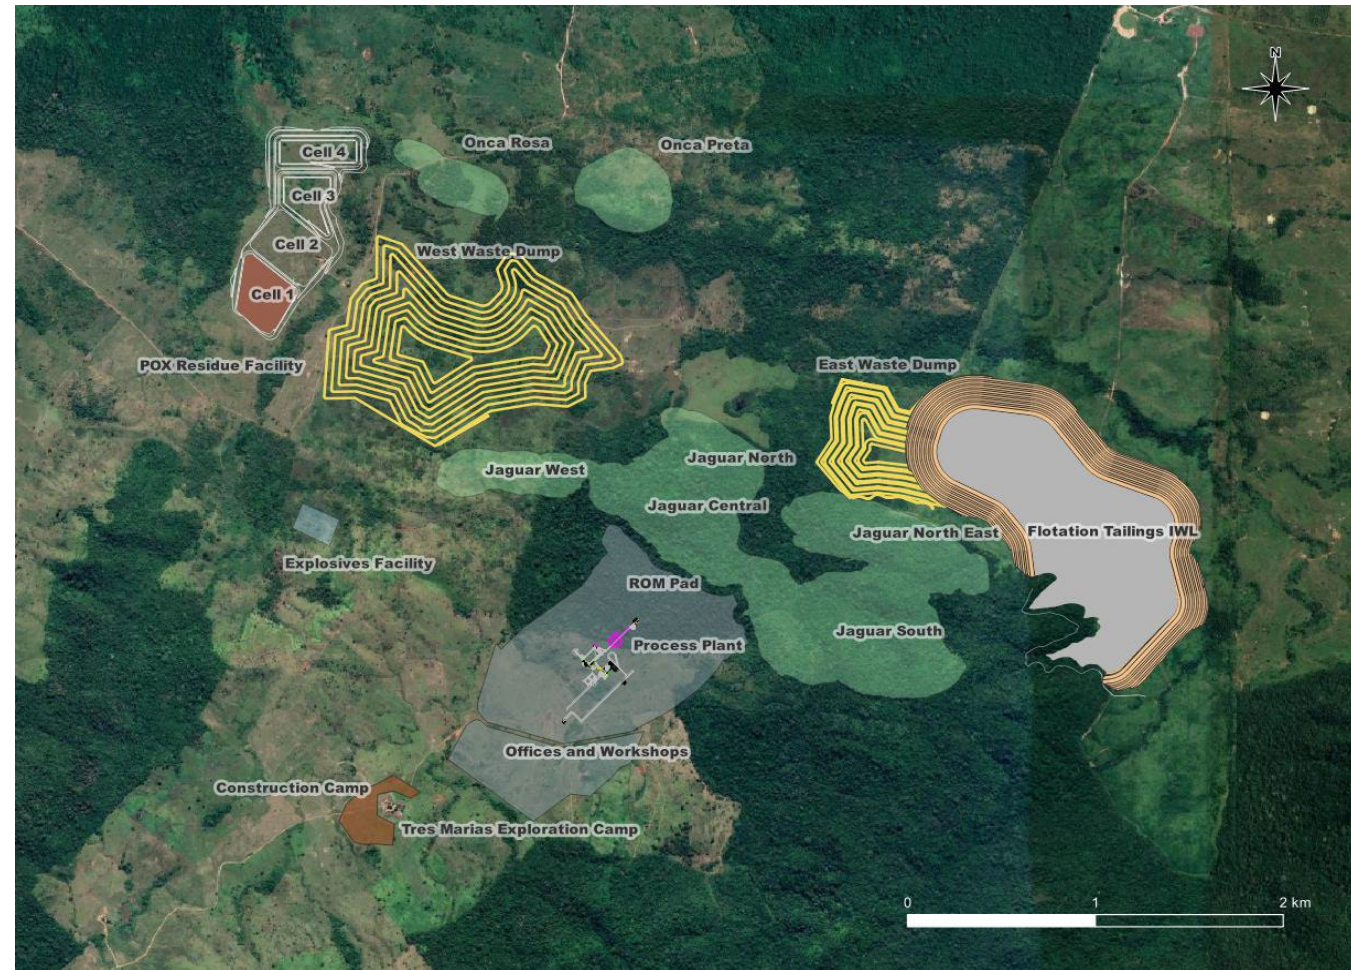 N
Onca Rosa
Onca Preta
Cell 4
Cell 3
Cell 2
West Waste Dump
Cell 1
POX Residue Facility
East Waste Dump
Jaguar North
Jaguar West
Jaguar Central
Jaguar North East
Flotation Tailings IWL
Explosives Facility
ROM Pad
Jaguar South
Process Plant
Offices and Workshops
Construction Camp
Tres Marias Exploration Camp
0 1 2 km